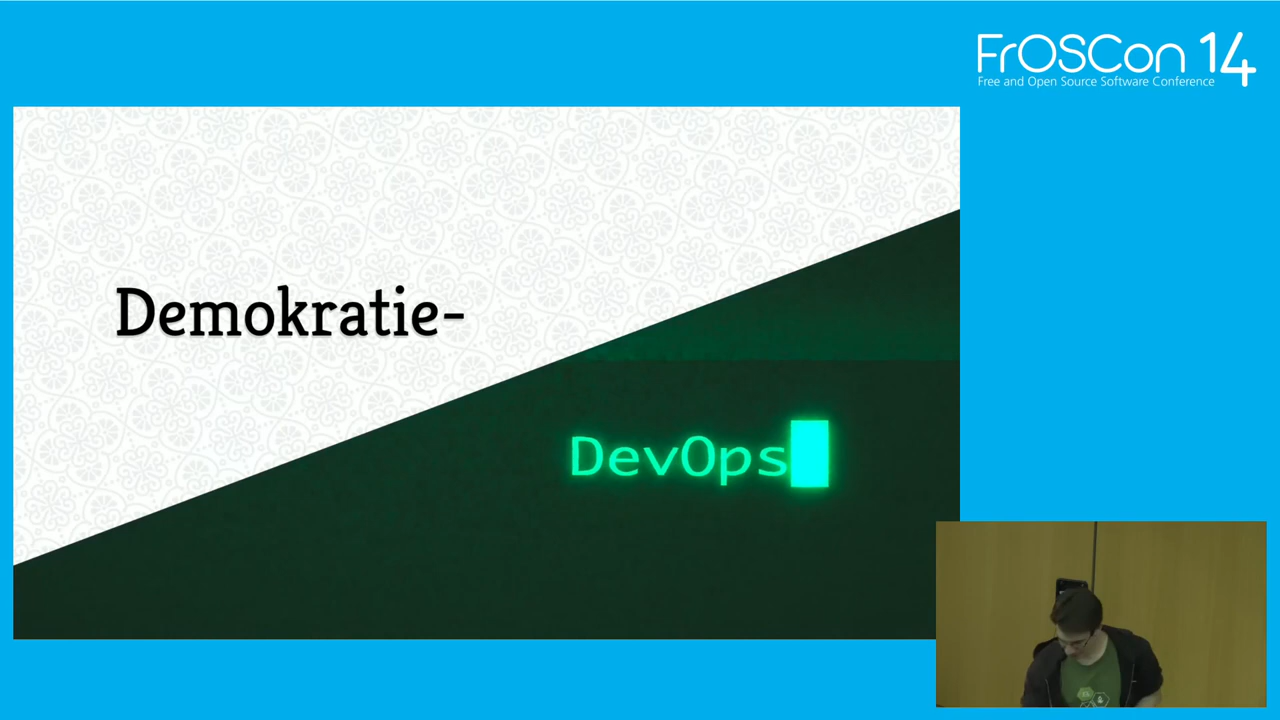 FrOSCon 14
Free and Open Source Software Conference
Demokratie-
DevOps